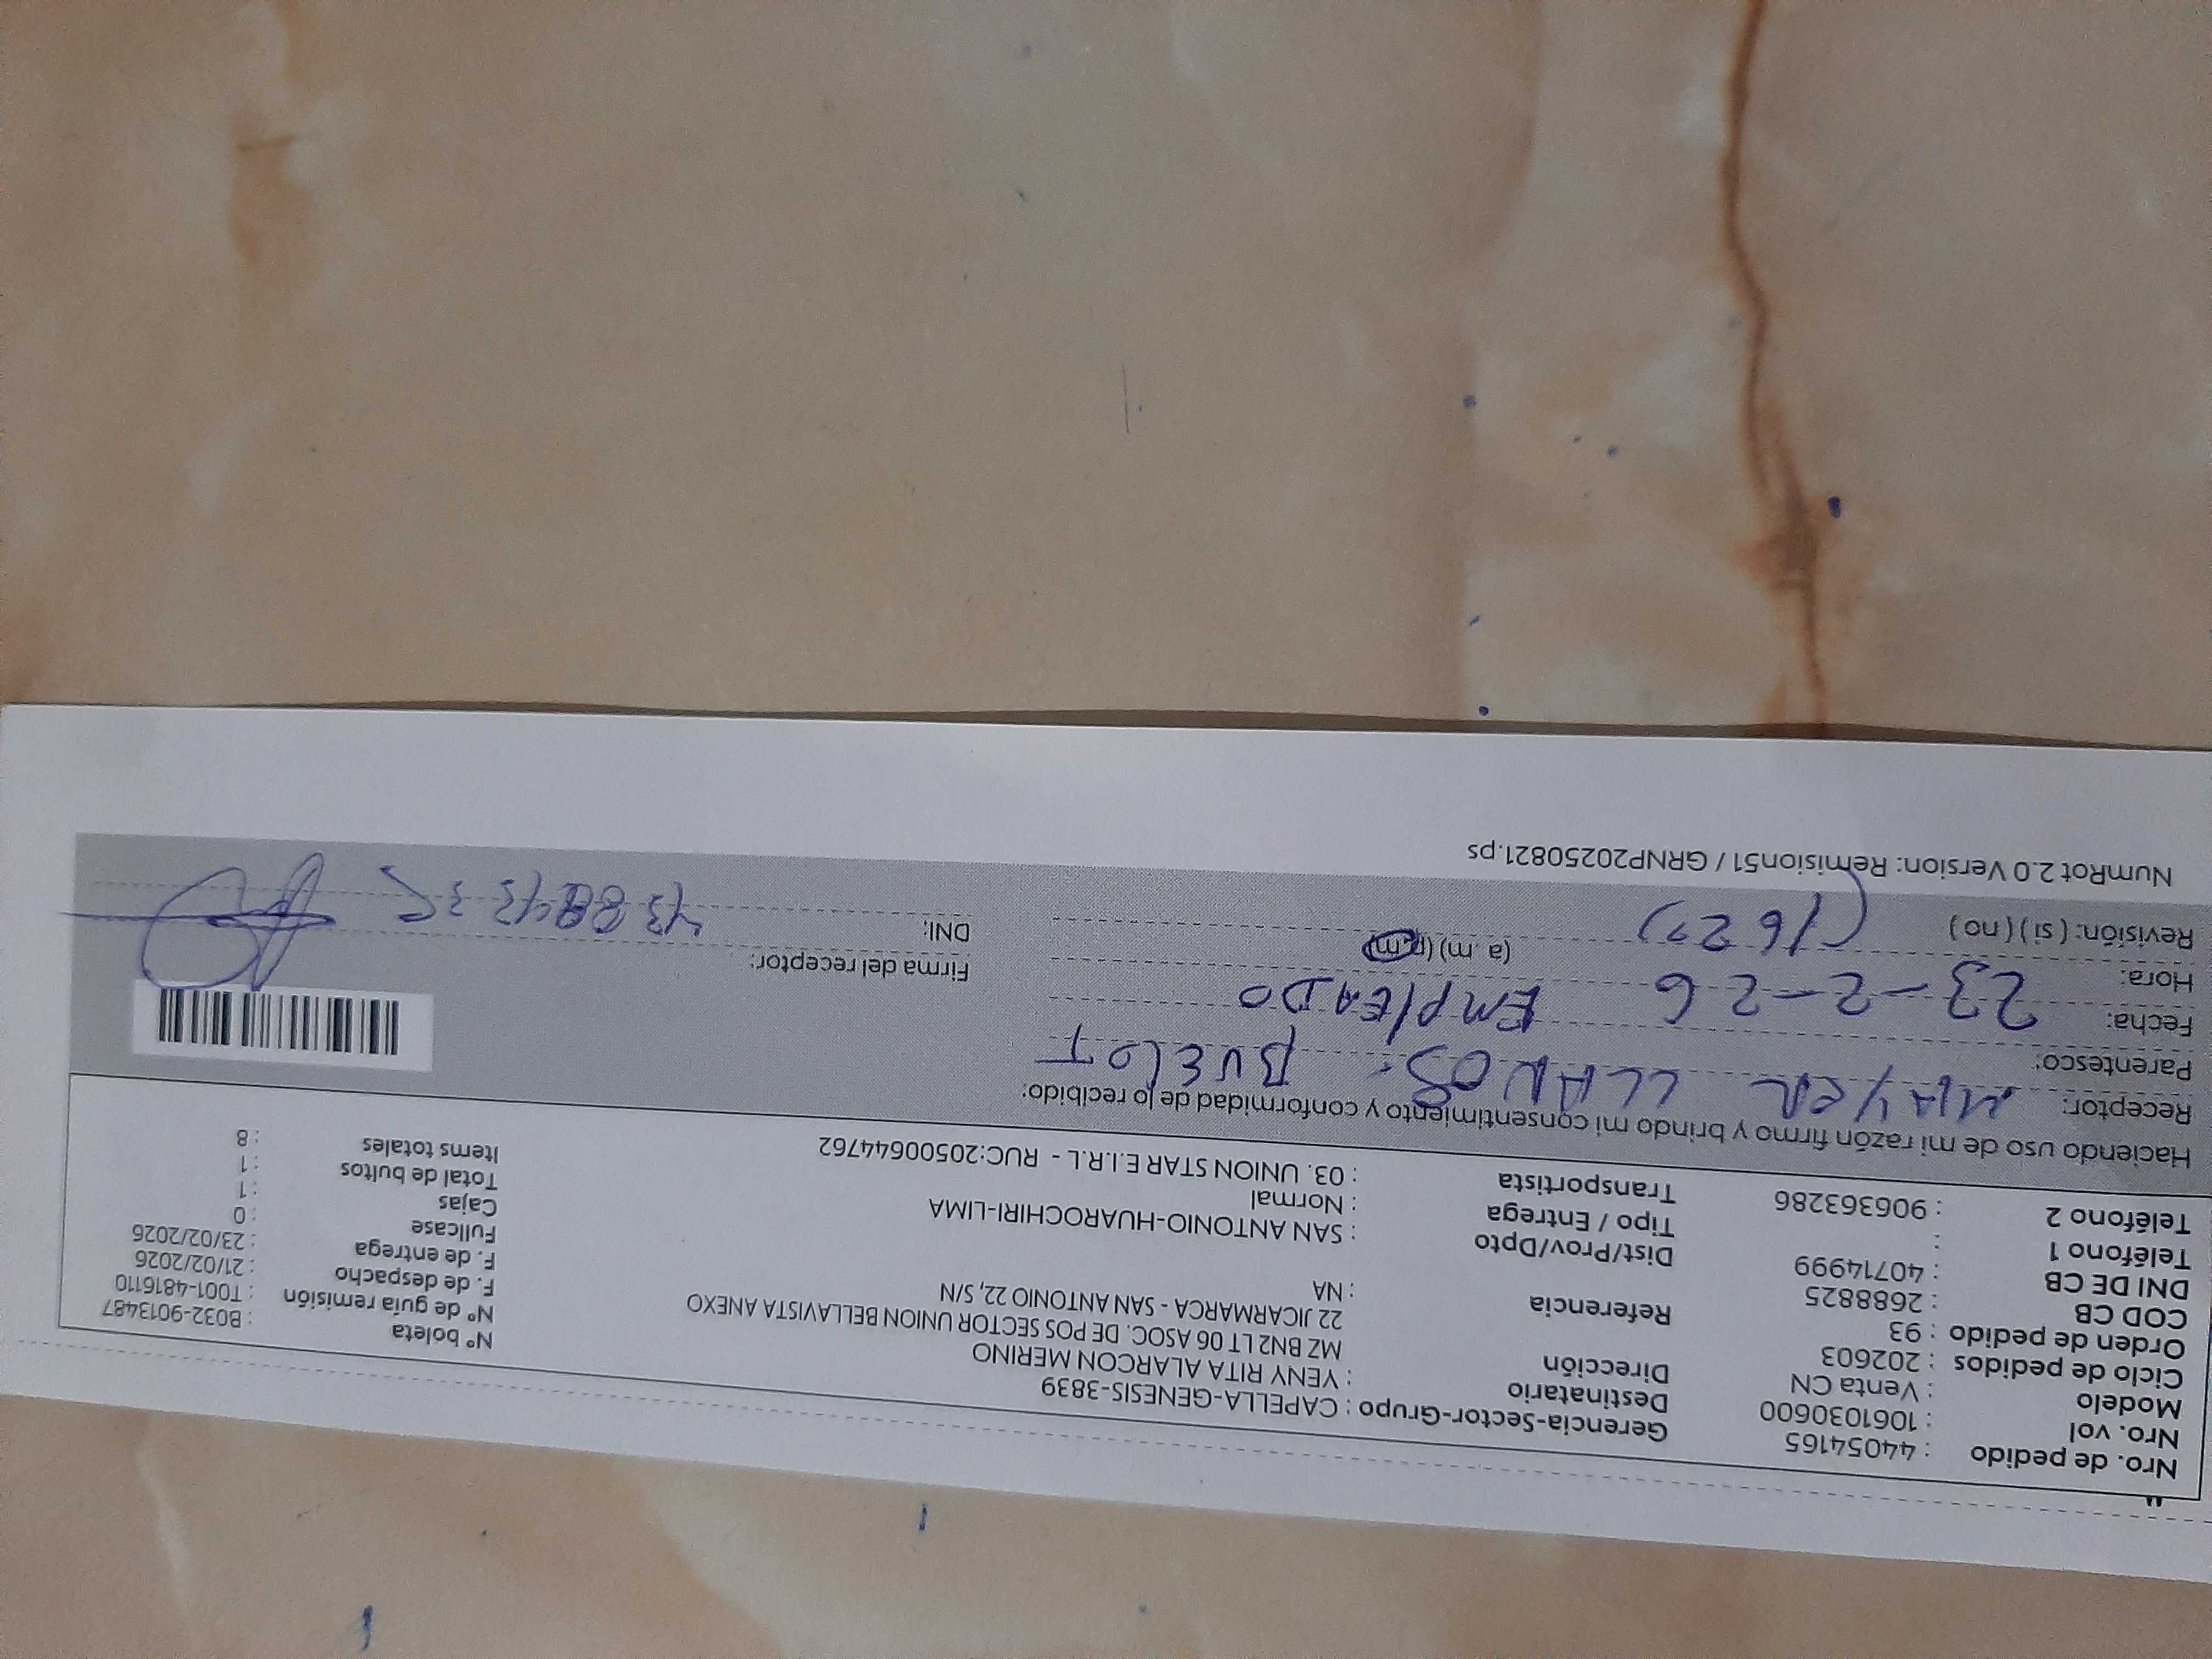 Nro. de pedido : 44054165
Nro. vol : 1061030600
Modelo : Venta CN
Ciclo de pedidos : 202603
Orden de pedido : 93
COD CB : 2688825
DNI DE CB : 40714999
Teléfono 1 :
Teléfono 2 : 906363286
Gerencia-Sector-Grupo : CAPELLA-GENESIS-3839
Destinatario : YENY RITA ALARCON MERINO
Dirección MZ BN2 LT 06 ASOC. DE POS SECTOR UNION BELLAVISTA ANEXO
22 JICARMARCA - SAN ANTONIO 22, S/N
Referencia : NA
Dist/Prov/Dpto : SAN ANTONIO-HUAROCHIRI-LIMA
Tipo / Entrega : Normal
Transportista : 03. UNION STAR E.I.R.L - RUC:20500644762
Nº boleta : B032-9013487
Nº de guía remisión : T001-4816110
F. de despacho : 21/02/2026
F. de entrega : 23/02/2026
Fullcase : 0
Cajas : 1
Total de bultos : 1
Items totales : 8
Haciendo uso de mi razón firmo y brindo mi consentimiento y conformidad de lo recibido:
Receptor: MAYER LLANOS BUELOT
Parentesco: EMPLEADO
Fecha: 23-2-26
Hora: (a. m) (p.m)
Revisión: ( si ) ( no )
Firma del receptor:
DNI:
NumRot 2.0 Version: Remision51 / GRNP20250821.ps